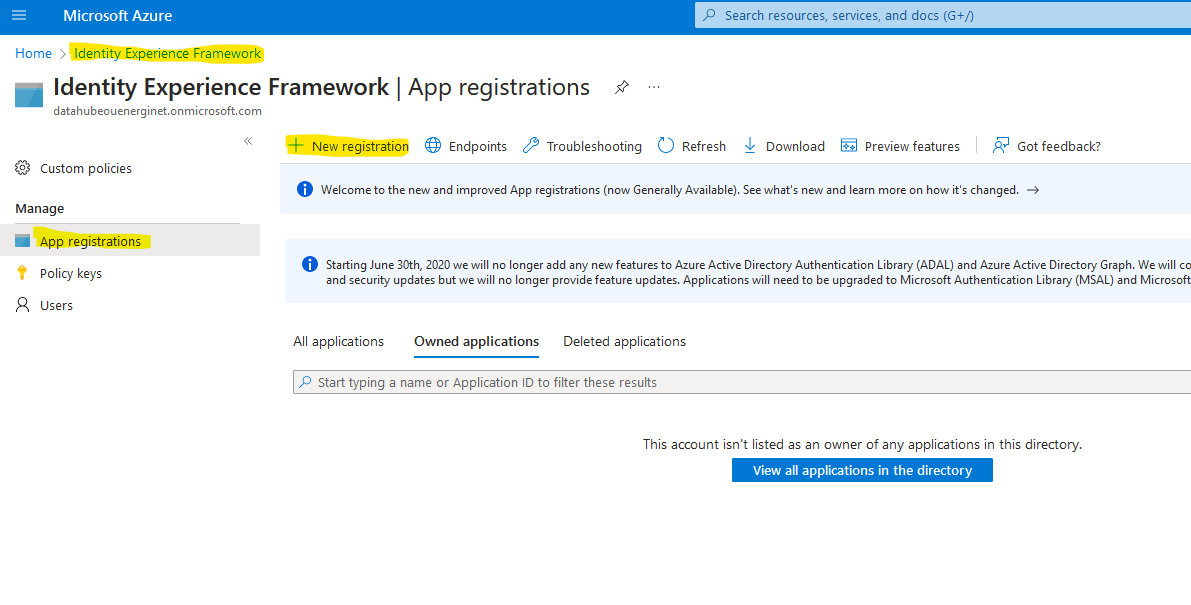 Microsoft Azure
Search resources, services, and docs (G+/)
Home > Identity Experience Framework
Identity Experience Framework | App registrations
datahubeouenerginet.onmicrosoft.com
New registration
Endpoints
Troubleshooting
Refresh
Download
Preview features
Got feedback?
Custom policies
Manage
App registrations
Policy keys
Users
Welcome to the new and improved App registrations (now Generally Available). See what's new and learn more on how it's changed.
Starting June 30th, 2020 we will no longer add any new features to Azure Active Directory Authentication Library (ADAL) and Azure Active Directory Graph. We will co
and security updates but we will no longer provide feature updates. Applications will need to be upgraded to Microsoft Authentication Library (MSAL) and Microsoft
All applications
Owned applications
Deleted applications
Start typing a name or Application ID to filter these results
This account isn't listed as an owner of any applications in this directory.
View all applications in the directory